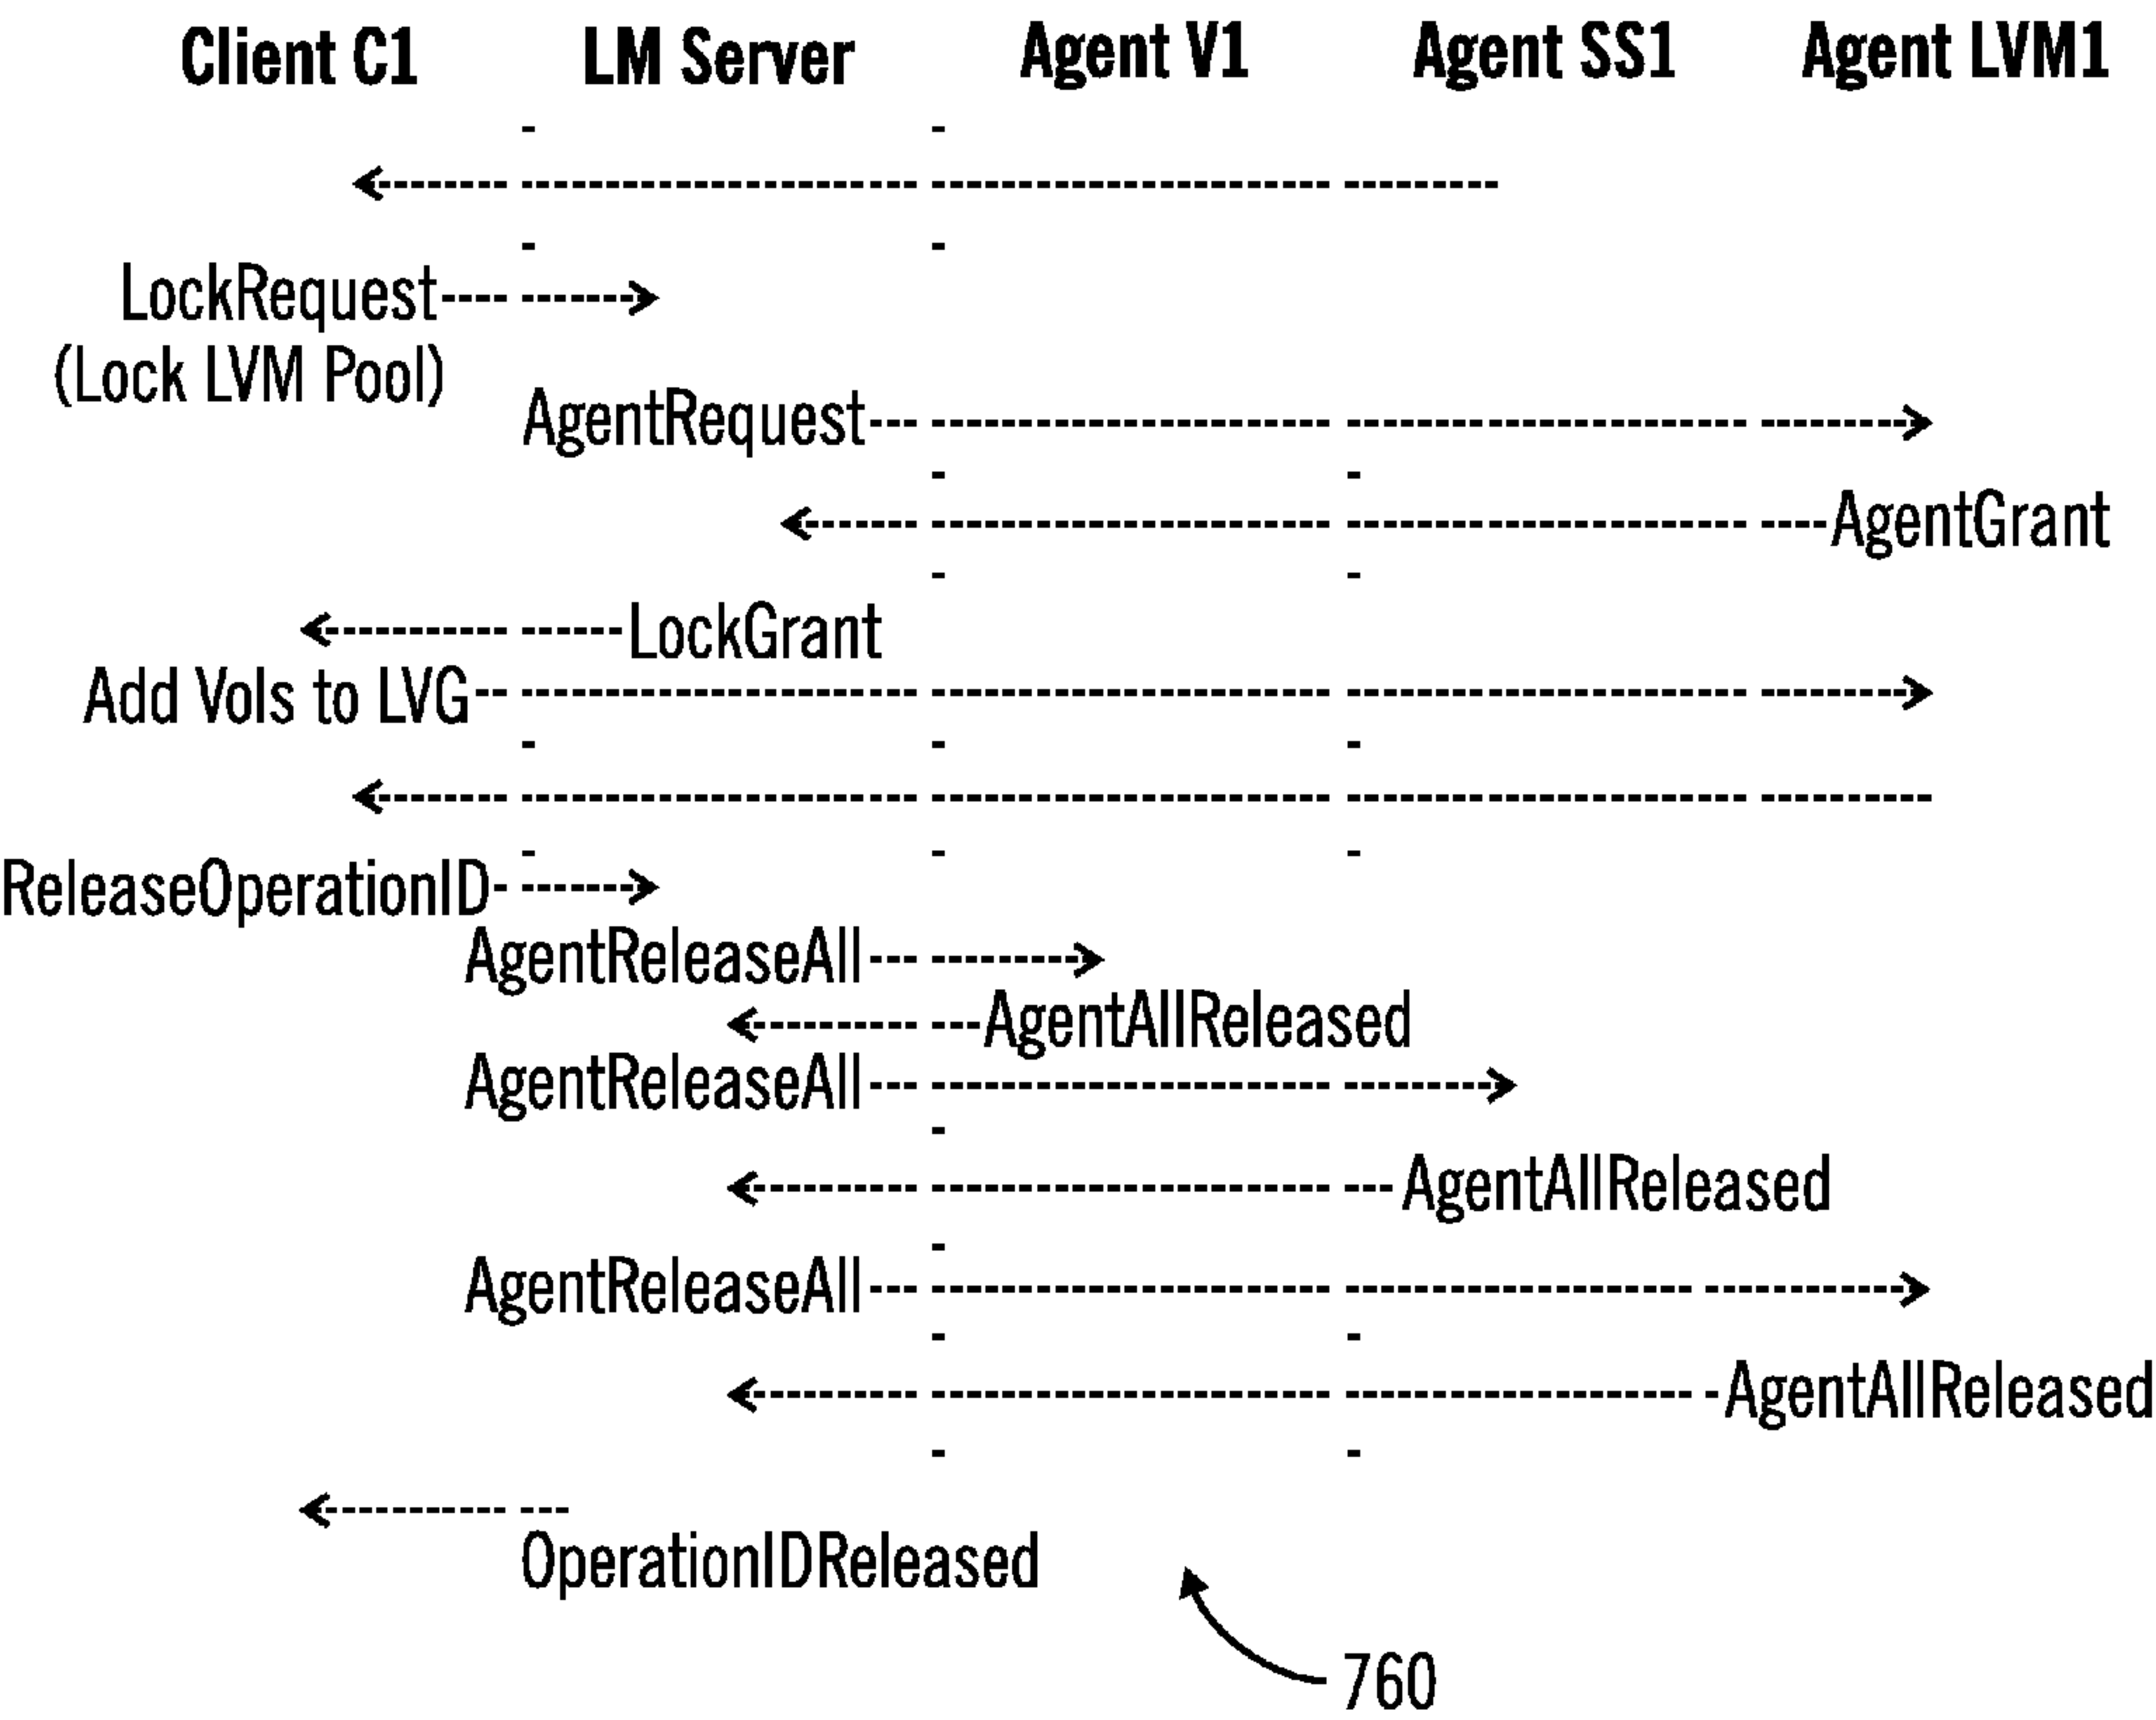 Client C1 LM Server Agent V1 Agent SS1 Agent LVM1
LockRequest
(Lock LVM Pool)
AgentRequest
AgentGrant
LockGrant
Add Vols to LVG
ReleaseOperationID
AgentReleaseAll
AgentAllReleased
AgentReleaseAll
AgentAllReleased
AgentReleaseAll
AgentAllReleased
OperationIDReleased
760